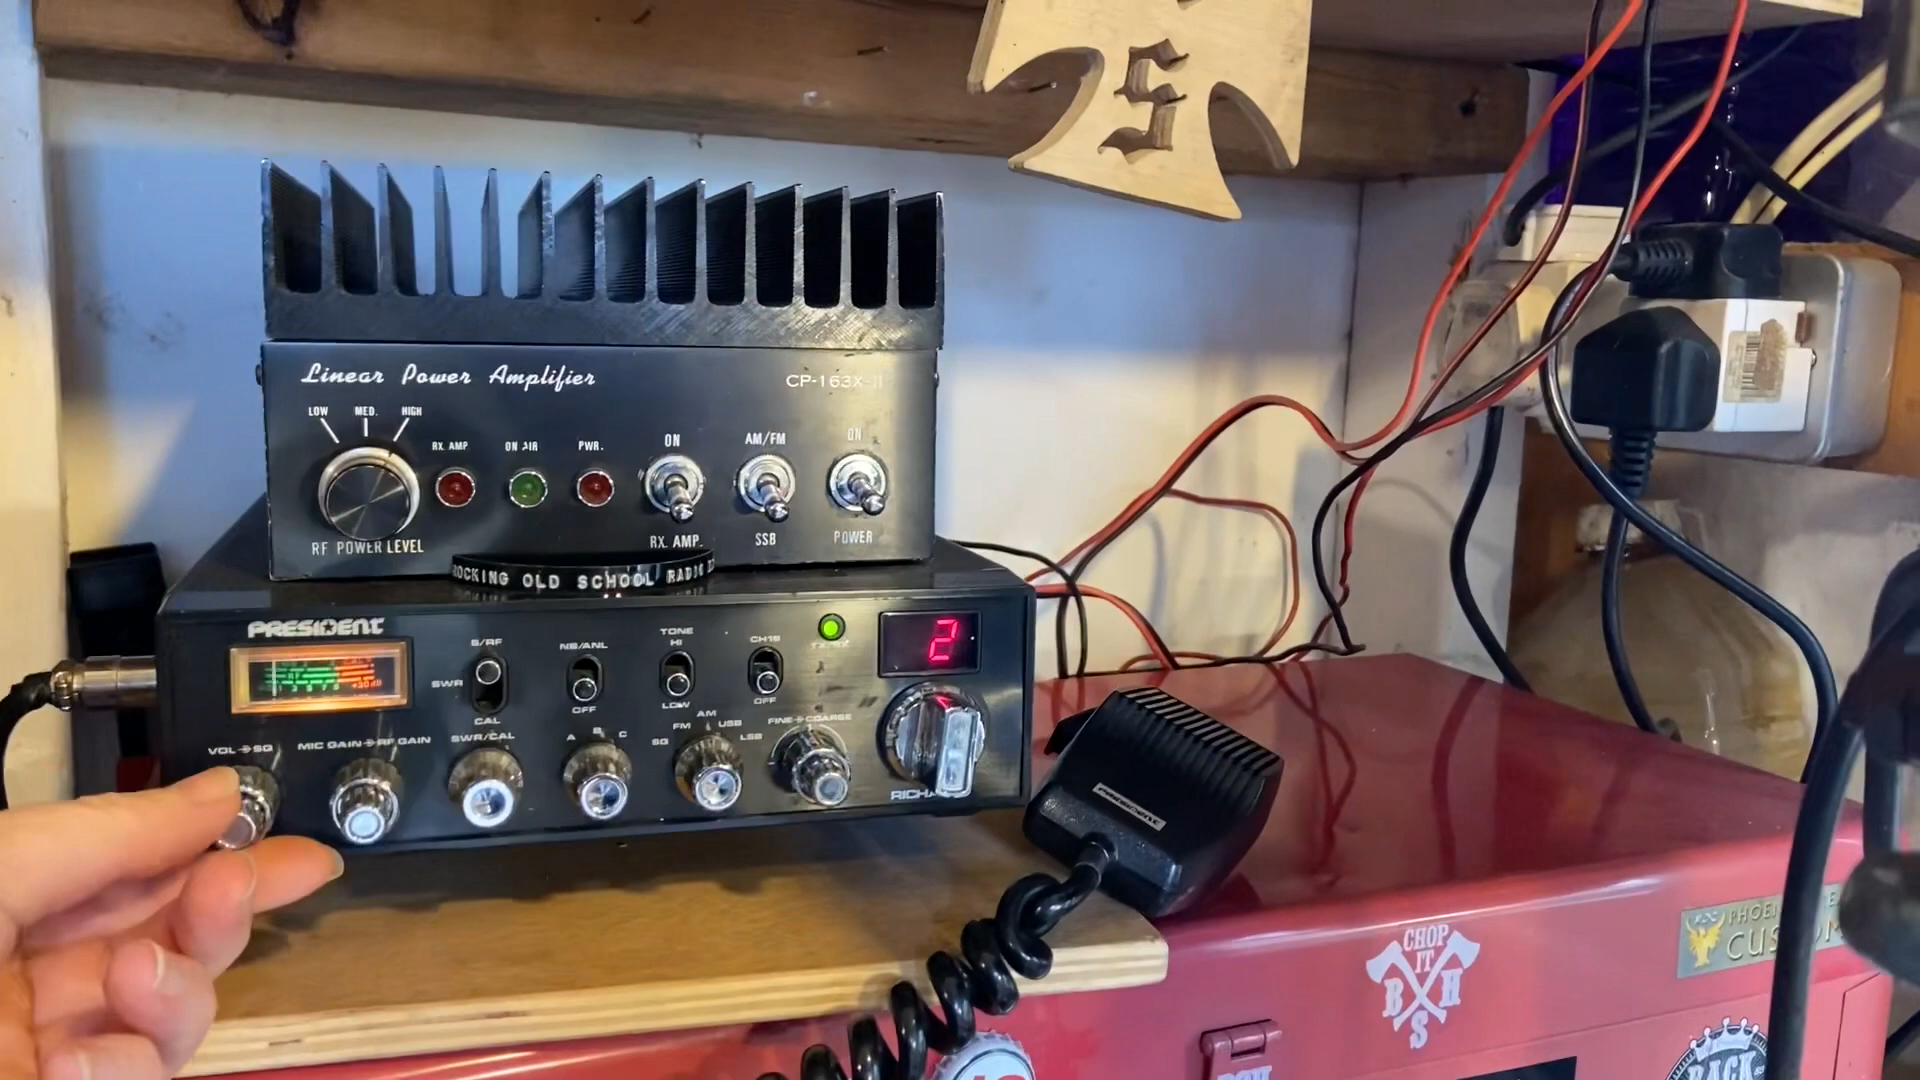 S
Linear Power Amplifier
CP-163X-II
LOW MED. HIGH
RX. AMP
ON AIR
PWR.
ON
AM/FM
ON
RF POWER LEVEL
RX. AMP.
SSB
POWER
ROCKING OLD SCHOOL RADIO
PRESIDENT
S/RF
SWR
CAL
NB/ANL
OFF
TONE
HI
LOW
CH19
OFF
TX/RX
2
VOL SQ
MIC GAIN RF GAIN
SWR/CAL
A B C
SQ FM AM USB LSB
FINE COARSE
PRESIDENT
CHOP
IT
B H
S
CUSTOM
BACK